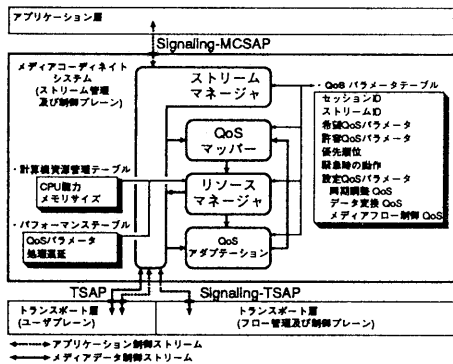 アプリケーション層
Signaling-MCSAP
メディアコーディネイト
システム
(ストリーム管理
及び制御プレーン)
ストリーム
マネージャ
QoS
マッパー
リソース
マネージャ
QoS
アダプテーション
・QoS パラメータテーブル
セッションID
ストリームID
希望QoSパラメータ
許容QoSパラメータ
優先順位
緊急時の動作
設定QoSパラメータ
同期調整 QoS
データ変換 QoS
メディアフロー制御 QoS
・計算機資源管理テーブル
CPU能力
メモリサイズ
・パフォーマンステーブル
QoSパラメータ
処理遅延
TSAP
Signaling-TSAP
トランスポート層
(ユーザプレーン)
トランスポート層
(フロー管理及び制御プレーン)
アプリケーション制御ストリーム
メディアデータ制御ストリーム